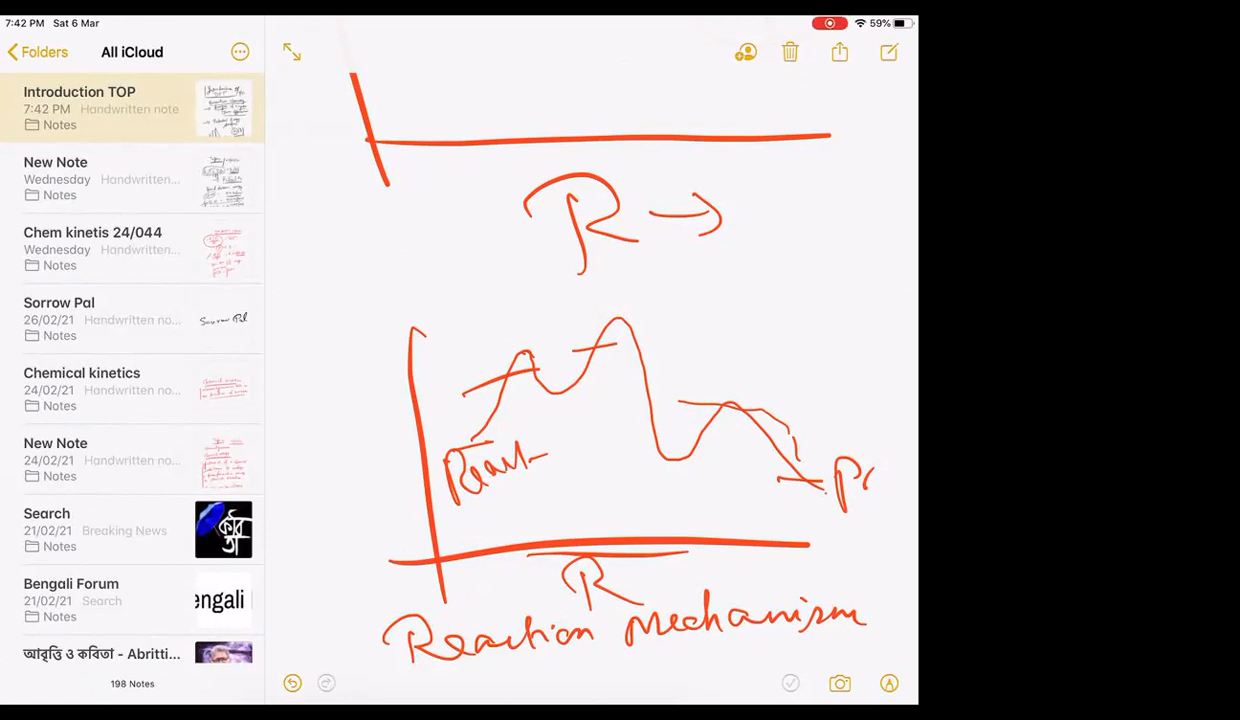 7:42 PM Sat 6 Mar
59%
Folders
All iCloud
Introduction TOP
7:42 PM Handwritten note
Notes
New Note
Wednesday Handwritten...
Notes
Chem kinetis 24/044
Wednesday Handwritten...
Notes
Sorrow Pal
26/02/21 Handwritten no...
Notes
Chemical kinetics
24/02/21 Handwritten no...
Notes
New Note
24/02/21 Handwritten no...
Notes
Search
21/02/21 Breaking News
Notes
কবিতা
Bengali Forum
21/02/21 Search
Notes
engali
আবৃত্তি ও কবিতা - Abritti...
198 Notes
R →
React
Pr
R
Reaction Mechanism